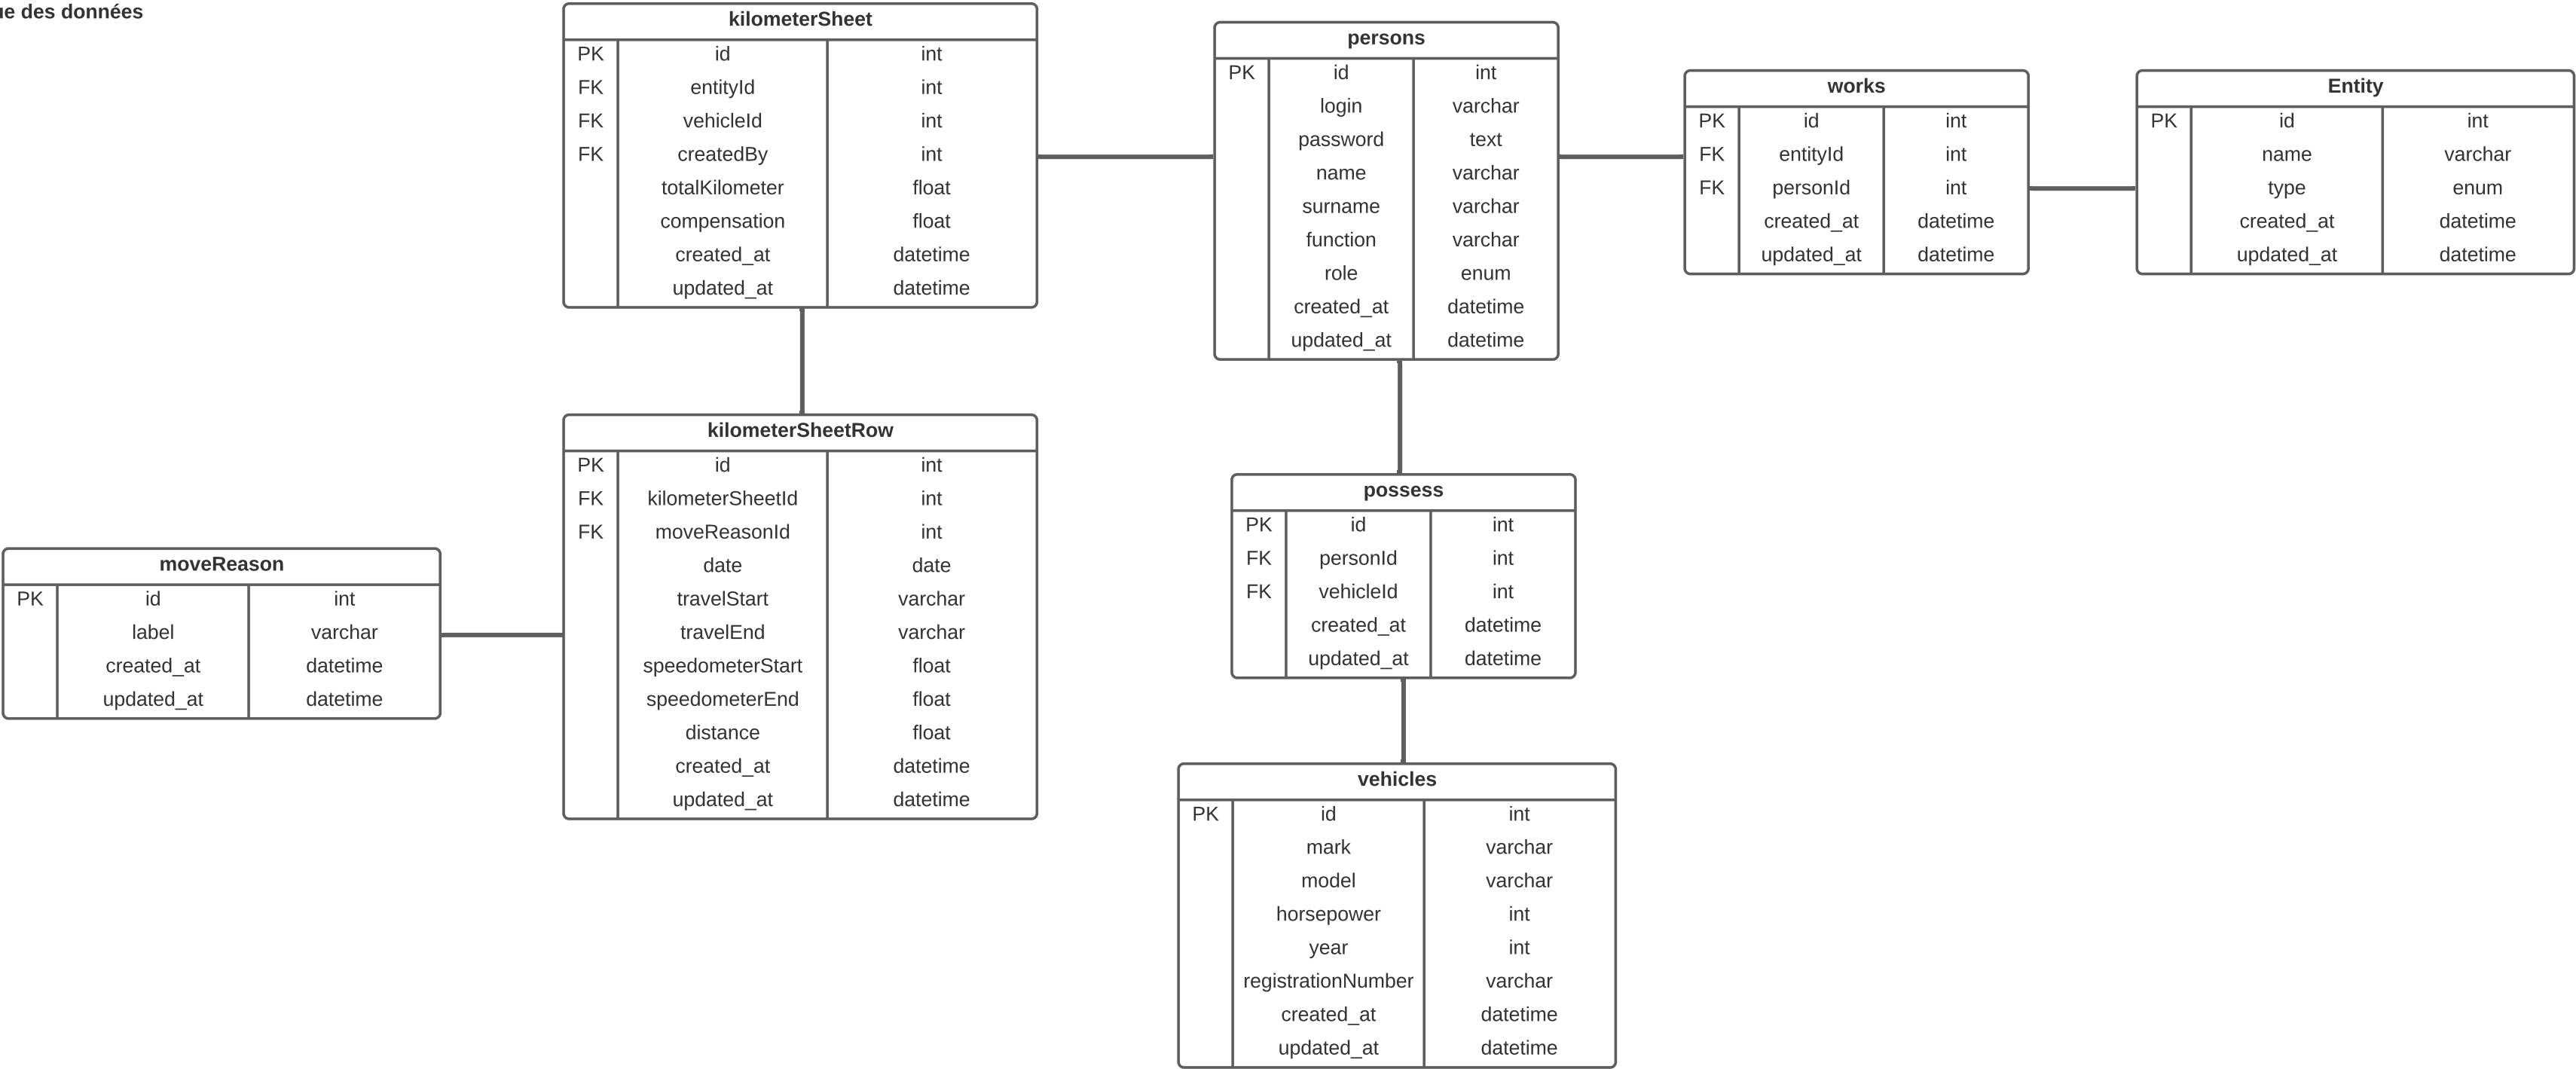 ue des données
kilometerSheet
PK id int
FK entityId int
FK vehicleId int
FK createdBy int
totalKilometer float
compensation float
created_at datetime
updated_at datetime
persons
PK id int
login varchar
password text
name varchar
surname varchar
function varchar
role enum
created_at datetime
updated_at datetime
works
PK id int
FK entityId int
FK personId int
created_at datetime
updated_at datetime
Entity
PK id int
name varchar
type enum
created_at datetime
updated_at datetime
kilometerSheetRow
PK id int
FK kilometerSheetId int
FK moveReasonId int
date date
travelStart varchar
travelEnd varchar
speedometerStart float
speedometerEnd float
distance float
created_at datetime
updated_at datetime
moveReason
PK id int
label varchar
created_at datetime
updated_at datetime
possess
PK id int
FK personId int
FK vehicleId int
created_at datetime
updated_at datetime
vehicles
PK id int
mark varchar
model varchar
horsepower int
year int
registrationNumber varchar
created_at datetime
updated_at datetime